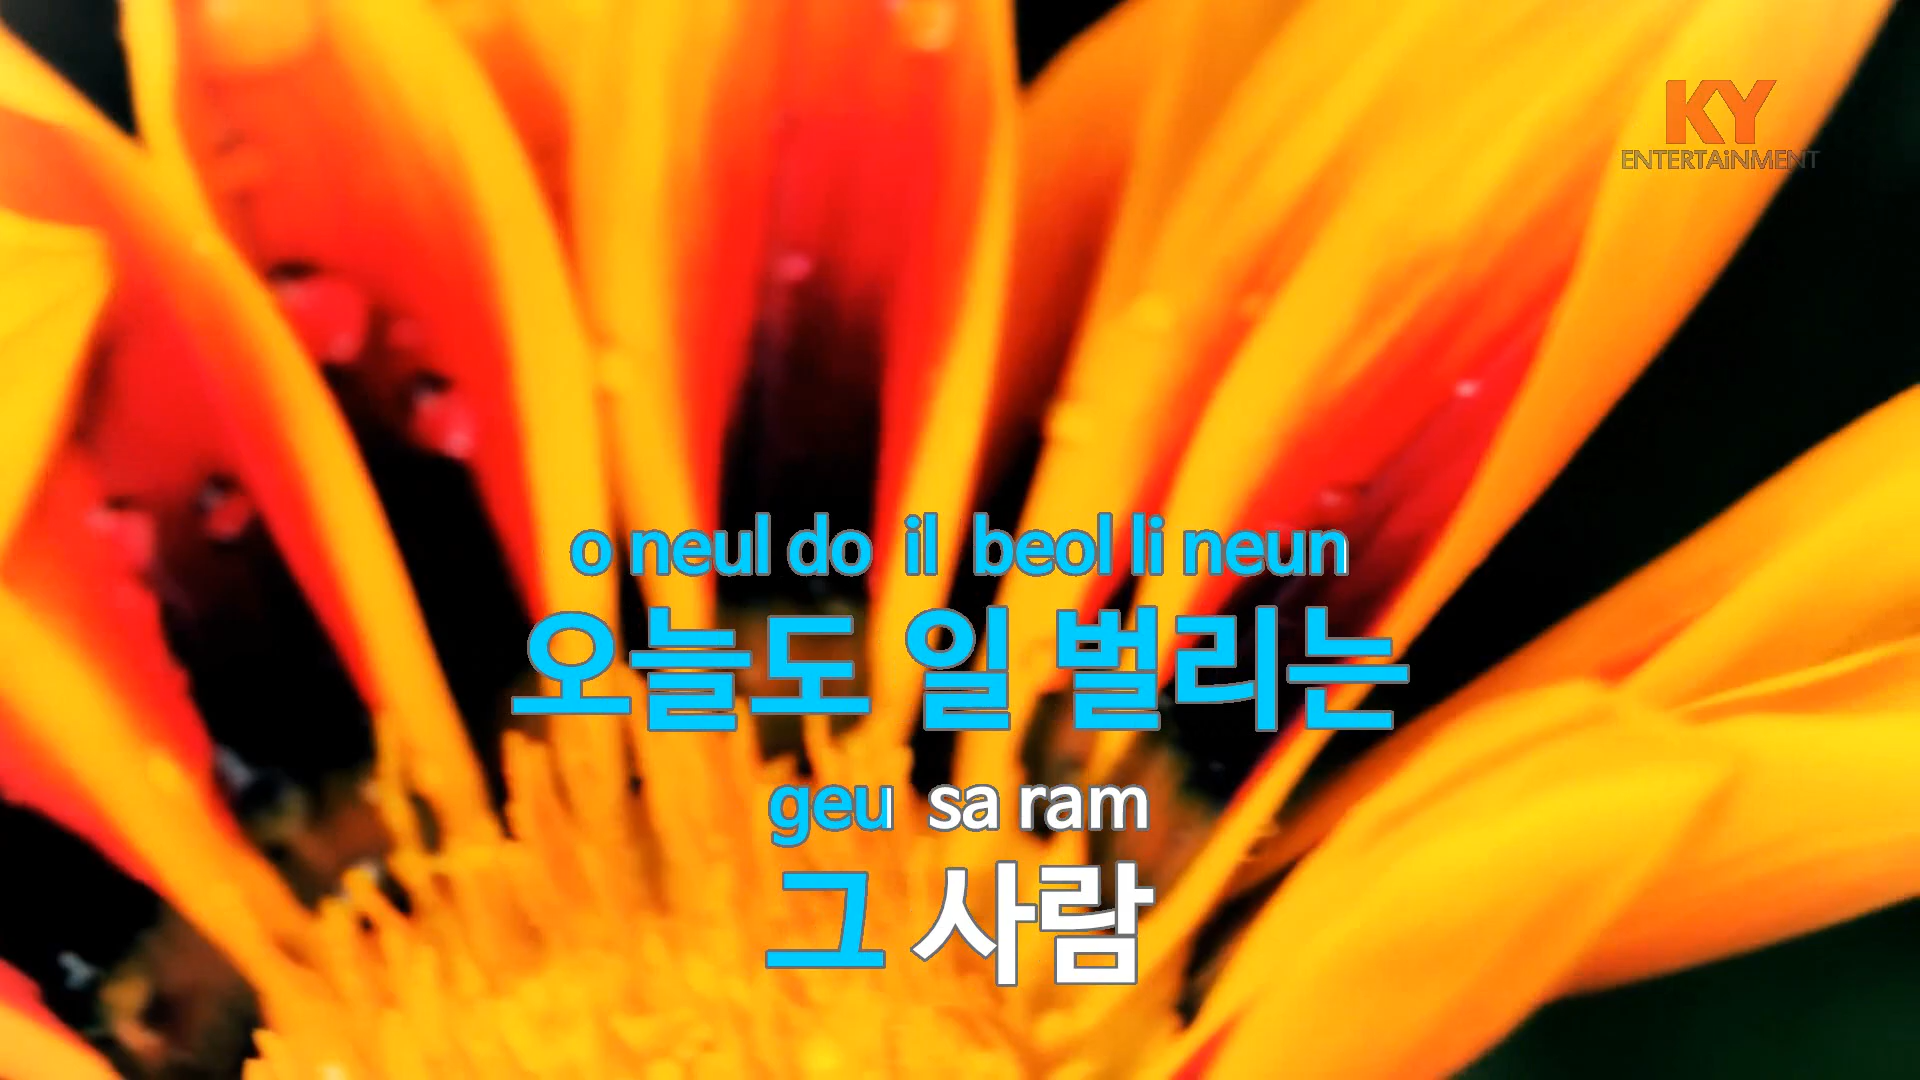 KY
ENTERTAiNMENT
o neul do il beol li neun
오늘도 일 벌리는
geu sa ram
그 사람